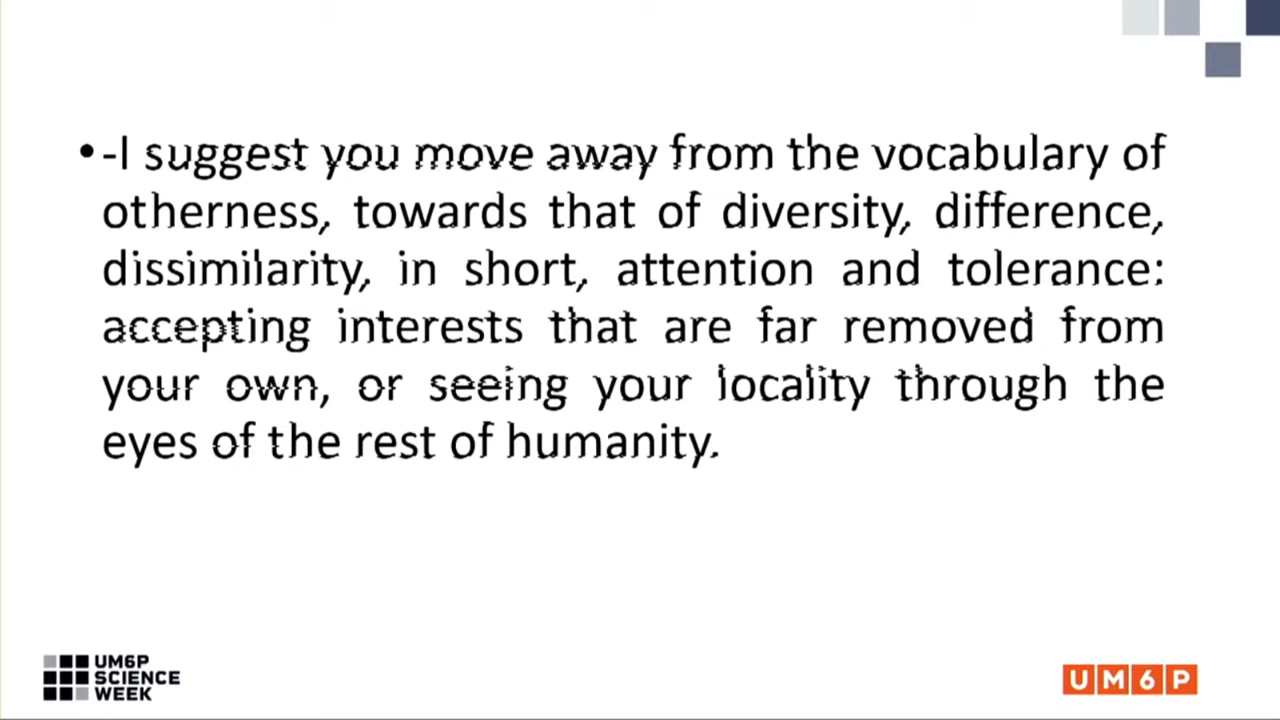 •-I suggest you move away from the vocabulary of
otherness, towards that of diversity, difference,
dissimilarity, in short, attention and tolerance:
accepting interests that are far removed from
your own, or seeing your locality through the
eyes of the rest of humanity.
UM6P
SCIENCE
WEEK
UM6P